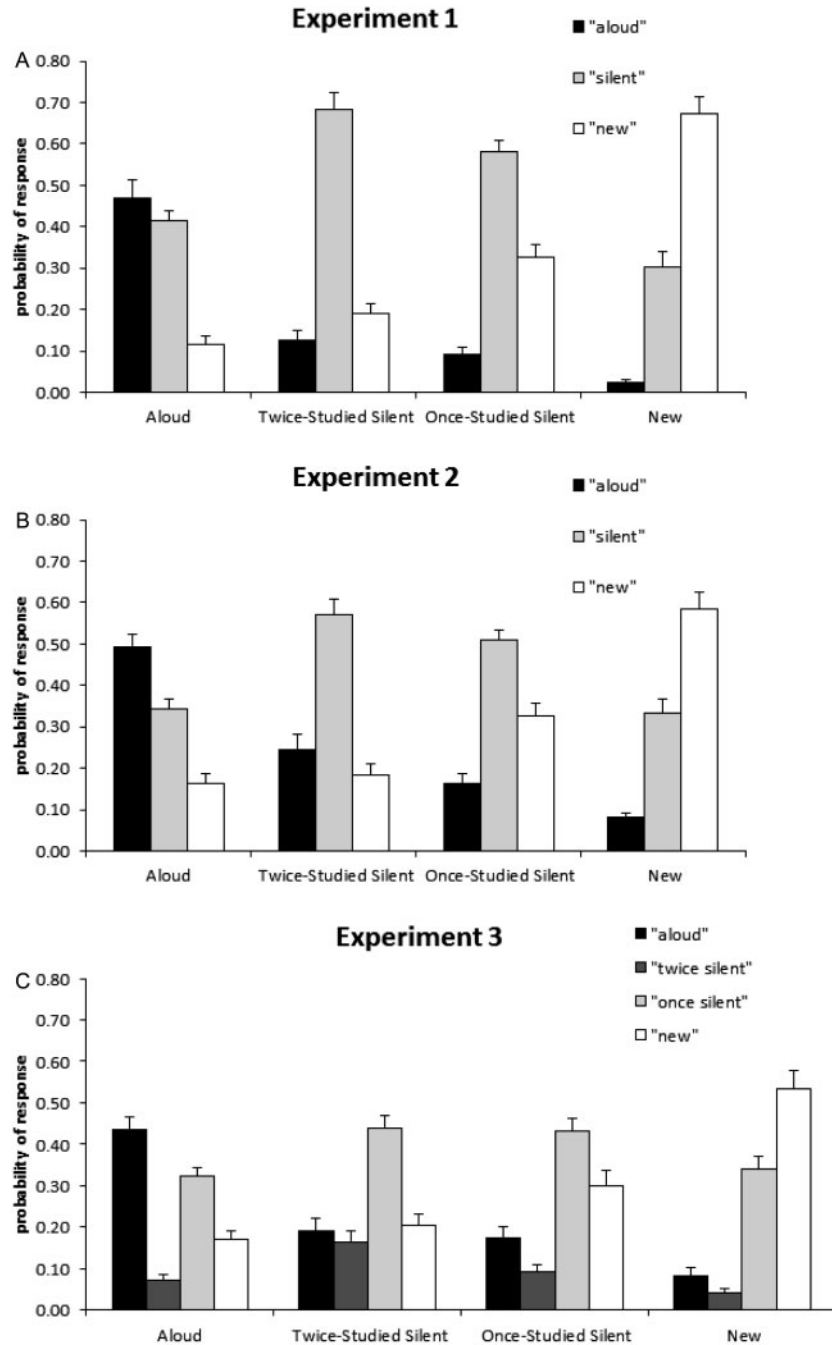 Experiment 1
"aloud"
"silent"
"new"
A
probability of response
0.80
0.70
0.60
0.50
0.40
0.30
0.20
0.10
0.00
Aloud Twice-Studied Silent Once-Studied Silent New
Experiment 2
"aloud"
"silent"
"new"
B
probability of response
0.80
0.70
0.60
0.50
0.40
0.30
0.20
0.10
0.00
Aloud Twice-Studied Silent Once-Studied Silent New
Experiment 3
"aloud"
"twice silent"
"once silent"
"new"
C
probability of response
0.80
0.70
0.60
0.50
0.40
0.30
0.20
0.10
0.00
Aloud Twice-Studied Silent Once-Studied Silent New